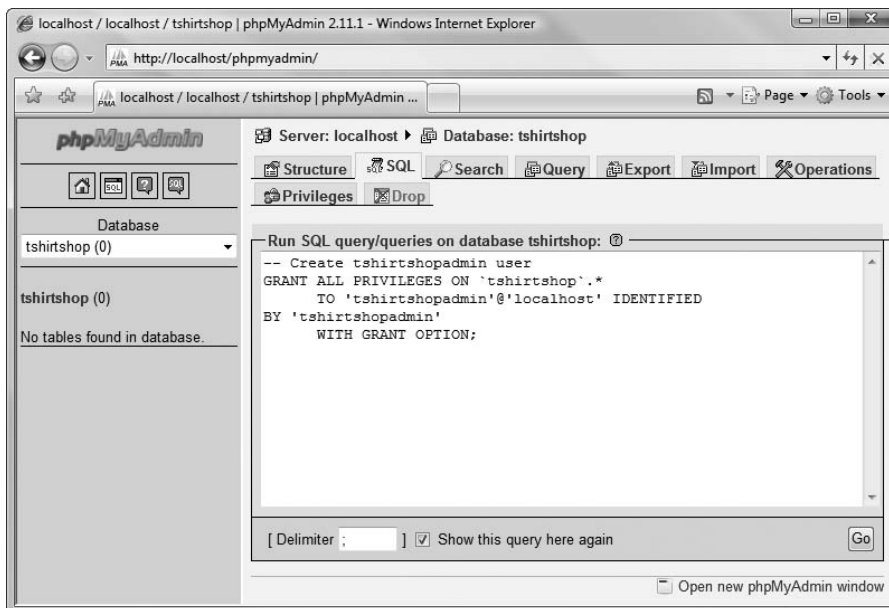 localhost / localhost / tshirtshop | phpMyAdmin 2.11.1 - Windows Internet Explorer
PMA http://localhost/phpmyadmin/
PMA localhost / localhost / tshirtshop | phpMyAdmin ...
Page Tools
phpMyAdmin
SQL
Database
tshirtshop (0)
tshirtshop (0)
No tables found in database.
Server: localhost Database: tshirtshop
Structure SQL Search Query Export Import Operations
Privileges Drop
Run SQL query/queries on database tshirtshop:
-- Create tshirtshopadmin user
GRANT ALL PRIVILEGES ON `tshirtshop`.*
TO 'tshirtshopadmin'@'localhost' IDENTIFIED
BY 'tshirtshopadmin'
WITH GRANT OPTION;
[ Delimiter ; ] Show this query here again Go
Open new phpMyAdmin window